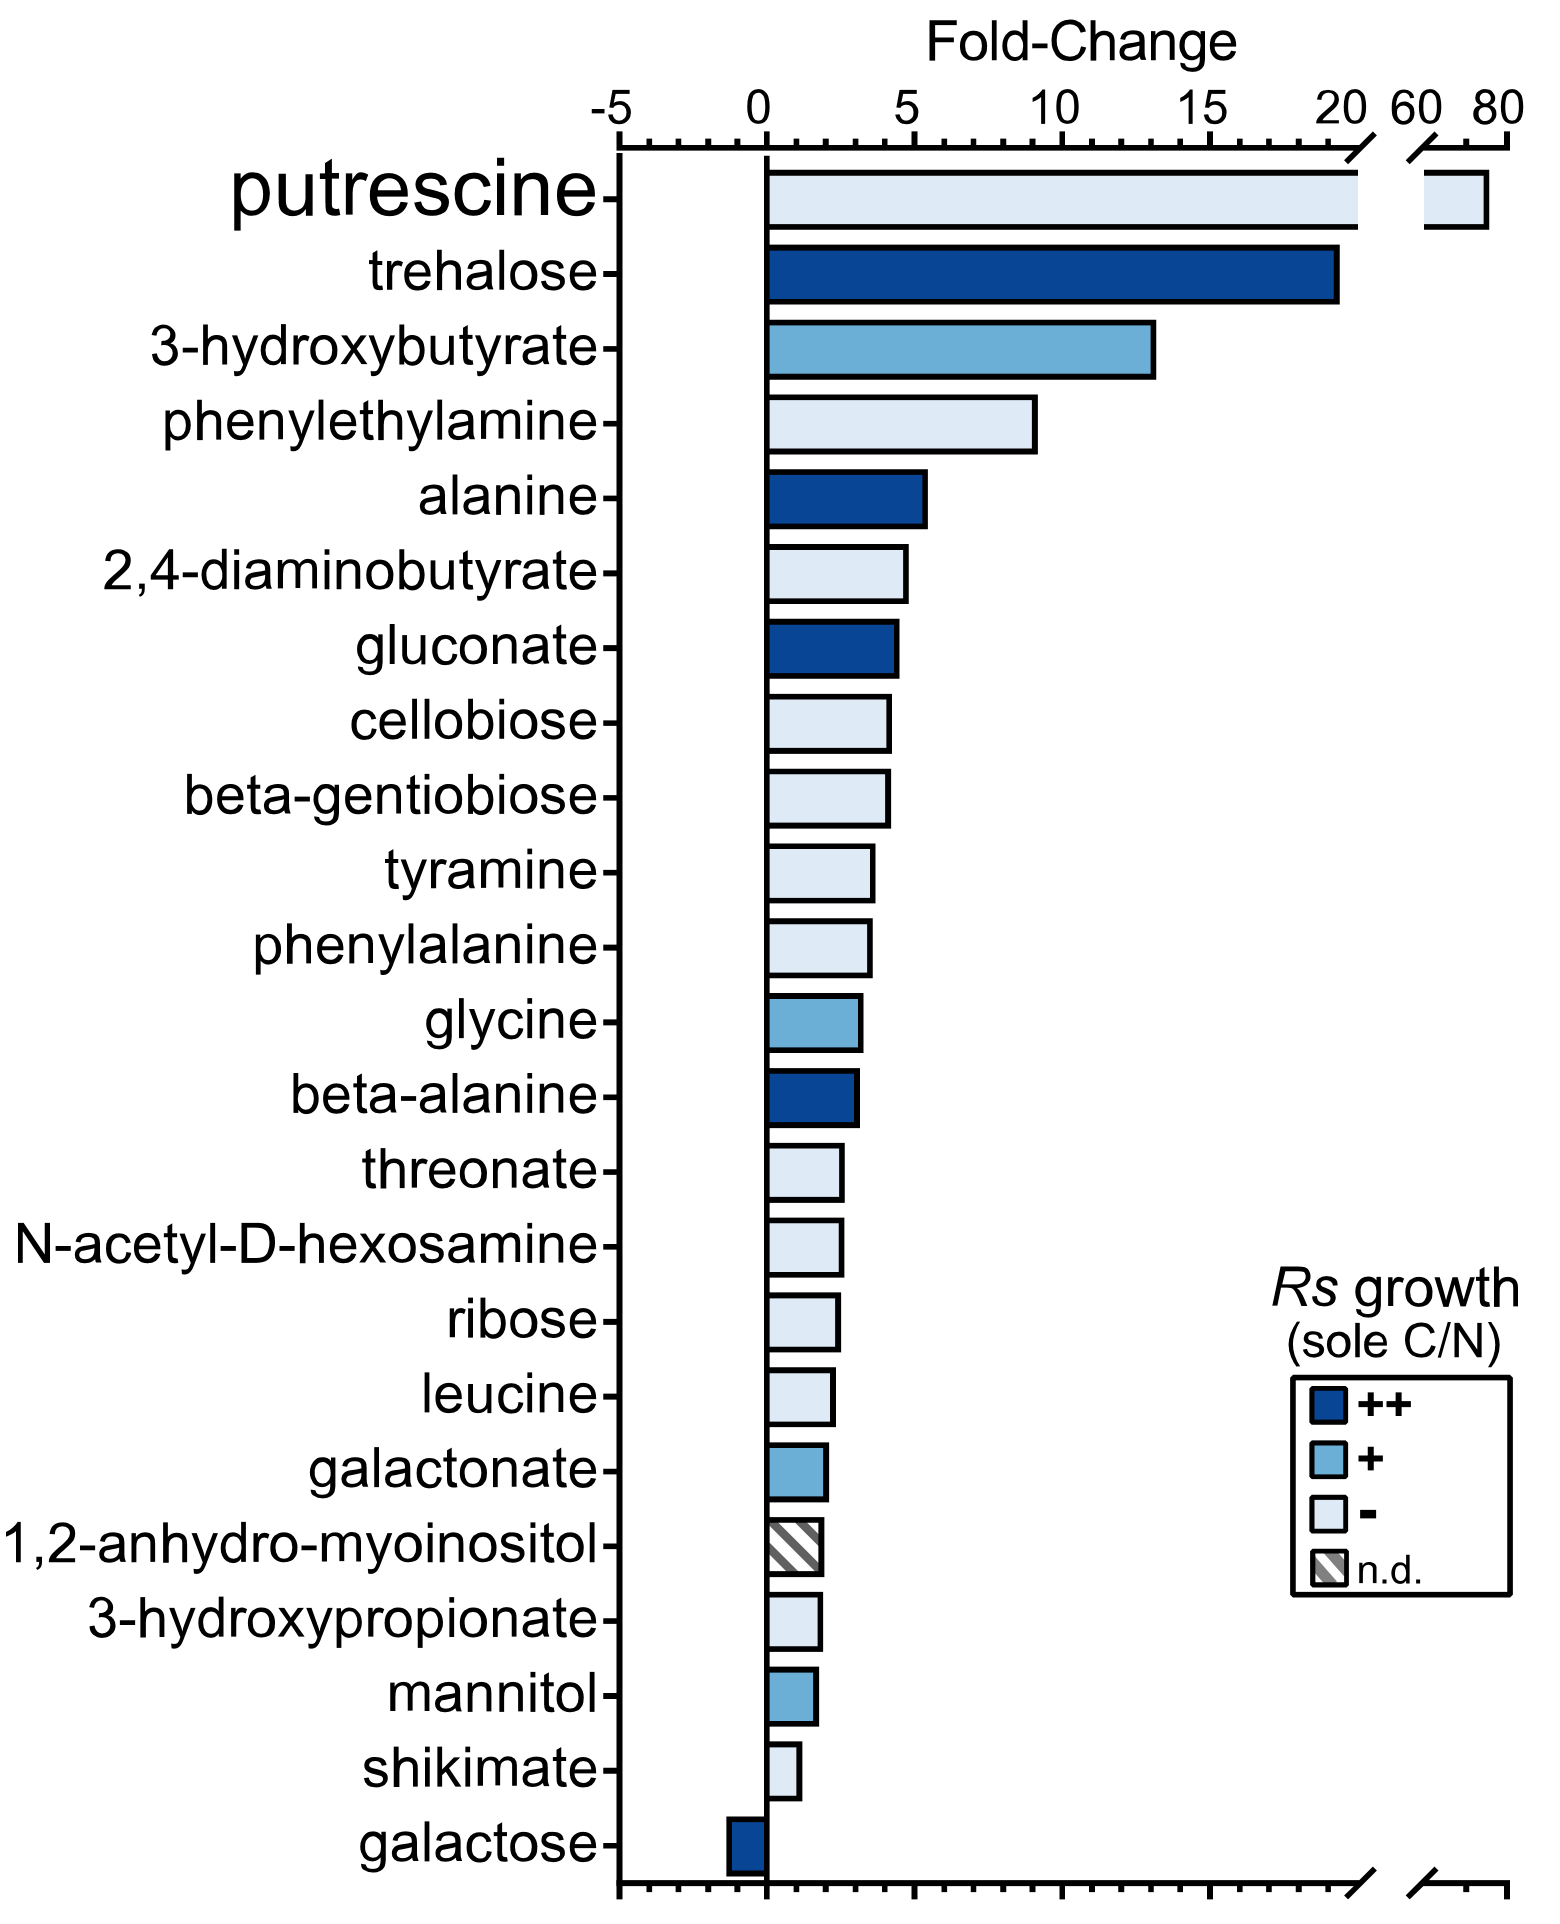 Fold-Change
-5 0 5 10 15 20 60 80
putrescine
trehalose
3-hydroxybutyrate
phenylethylamine
alanine
2,4-diaminobutyrate
gluconate
cellobiose
beta-gentiobiose
tyramine
phenylalanine
glycine
beta-alanine
threonate
N-acetyl-D-hexosamine
ribose
leucine
galactonate
1,2-anhydro-myoinositol
3-hydroxypropionate
mannitol
shikimate
galactose
Rs growth
(sole C/N)
++
+
-
n.d.